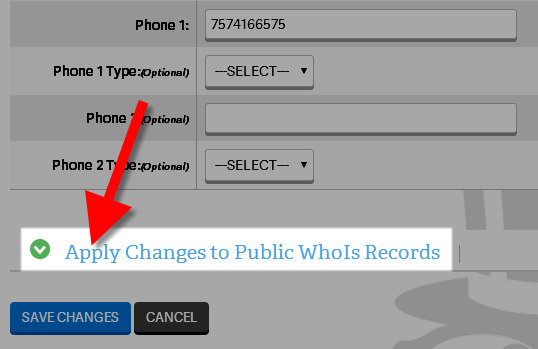 Phone 1: 7574166575
Phone 1 Type:(Optional) ---SELECT---
Phone (Optional)
Phone 2 Type:(Optional) ---SELECT---
Apply Changes to Public WhoIs Records
SAVE CHANGES CANCEL